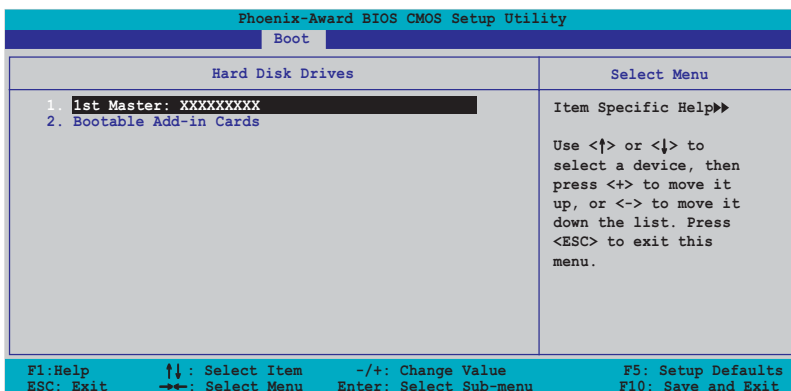 Phoenix-Award BIOS CMOS Setup Utility
Boot
Hard Disk Drives
Select Menu
1. 1st Master: XXXXXXXXX
2. Bootable Add-in Cards
Item Specific Help▶▶
Use <↑> or <↓> to
select a device, then
press <+> to move it
up, or <-> to move it
down the list. Press
<ESC> to exit this
menu.
F1:Help ↑↓: Select Item -/+: Change Value F5: Setup Defaults
ESC: Exit →←: Select Menu Enter: Select Sub-menu F10: Save and Exit